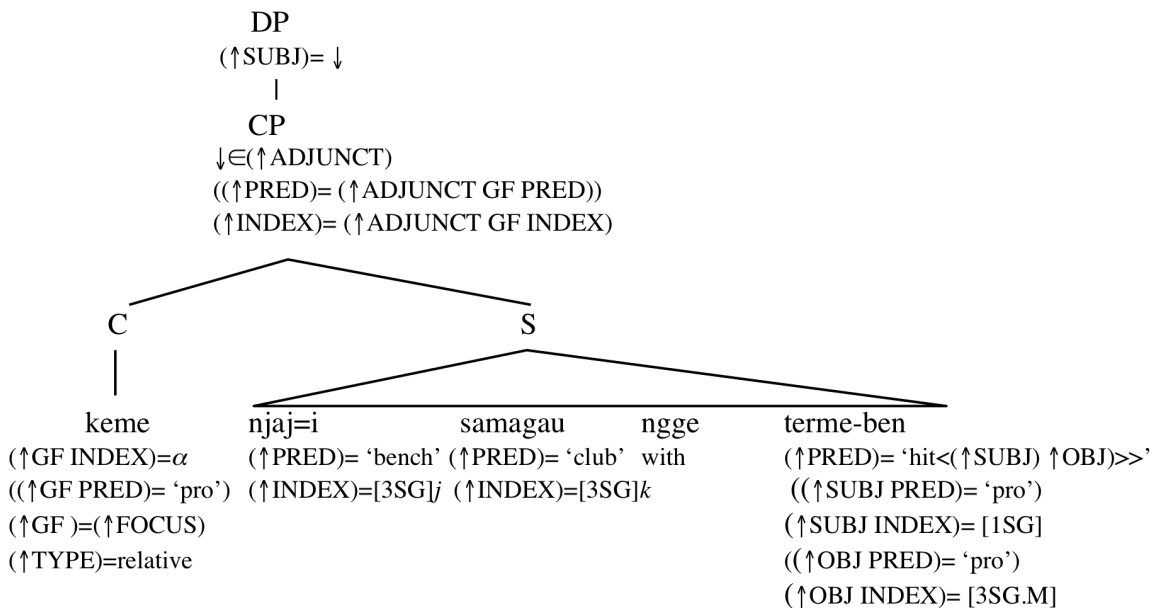 DP
(↑SUBJ)= ↓
CP
↓∈(↑ADJUNCT)
((↑PRED)= (↑ADJUNCT GF PRED))
(↑INDEX)= (↑ADJUNCT GF INDEX)
C S
keme njaj=i samagau ngge terme-ben
(↑GF INDEX)=α (↑PRED)= ‘bench’ (↑PRED)= ‘club’ with (↑PRED)= ‘hit<(↑SUBJ) ↑OBJ)>>’
((↑GF PRED)= ‘pro’) (↑INDEX)=[3SG]j (↑INDEX)=[3SG]k ((↑SUBJ PRED)= ‘pro’)
(↑GF )=(↑FOCUS) (↑SUBJ INDEX)= [1SG]
(↑TYPE)=relative ((↑OBJ PRED)= ‘pro’)
(↑OBJ INDEX)= [3SG.M]